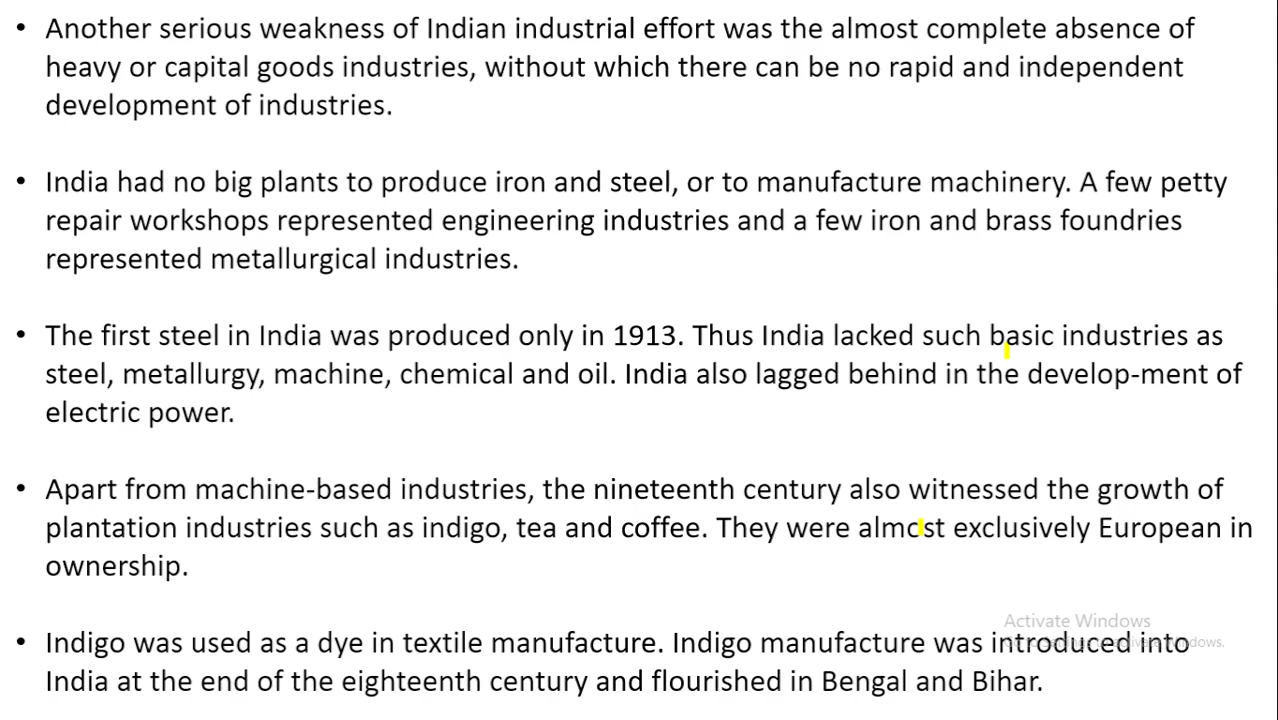 • Another serious weakness of Indian industrial effort was the almost complete absence of
heavy or capital goods industries, without which there can be no rapid and independent
development of industries.
• India had no big plants to produce iron and steel, or to manufacture machinery. A few petty
repair workshops represented engineering industries and a few iron and brass foundries
represented metallurgical industries.
• The first steel in India was produced only in 1913. Thus India lacked such basic industries as
steel, metallurgy, machine, chemical and oil. India also lagged behind in the develop-ment of
electric power.
• Apart from machine-based industries, the nineteenth century also witnessed the growth of
plantation industries such as indigo, tea and coffee. They were almost exclusively European in
ownership.
Activate Windows
• Indigo was used as a dye in textile manufacture. Indigo manufacture was introduced into
India at the end of the eighteenth century and flourished in Bengal and Bihar.